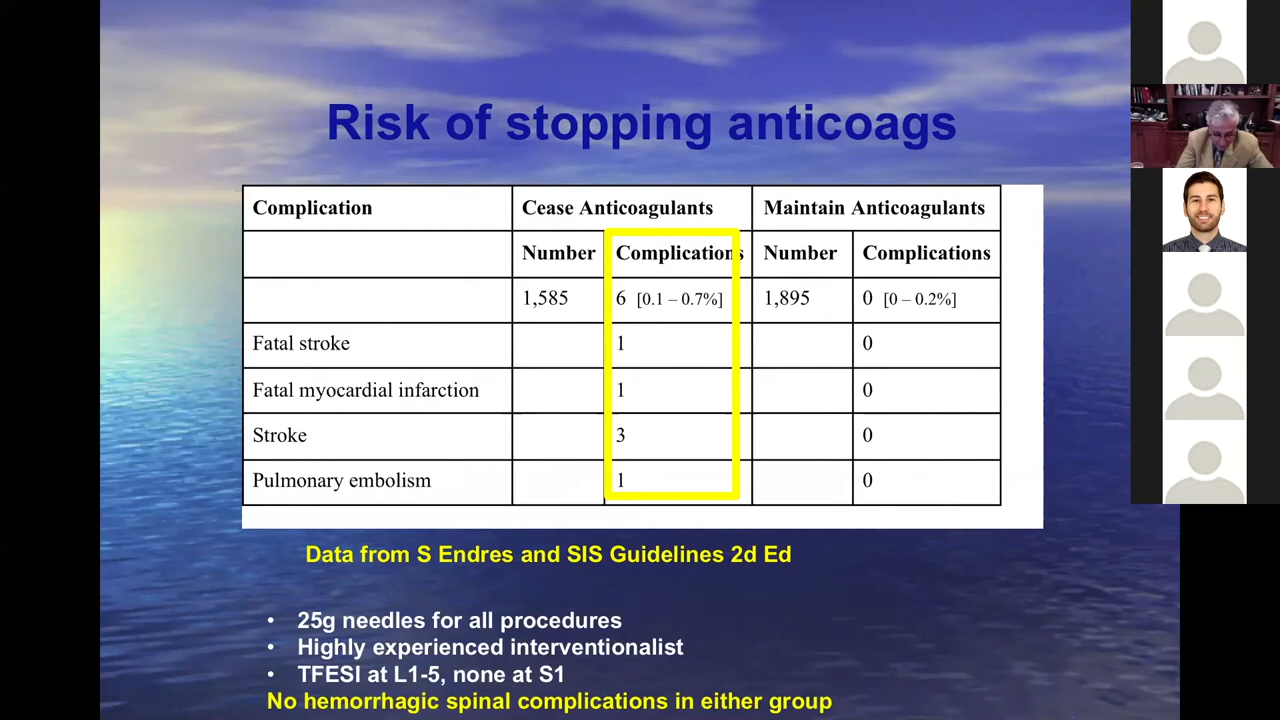 Risk of stopping anticoags
Complication Cease Anticoagulants Maintain Anticoagulants
Number Complications Number Complications
1,585 6 [0.1 – 0.7%] 1,895 0 [0 – 0.2%]
Fatal stroke 1 0
Fatal myocardial infarction 1 0
Stroke 3 0
Pulmonary embolism 1 0
Data from S Endres and SIS Guidelines 2d Ed
• 25g needles for all procedures
• Highly experienced interventionalist
• TFESI at L1-5, none at S1
No hemorrhagic spinal complications in either group